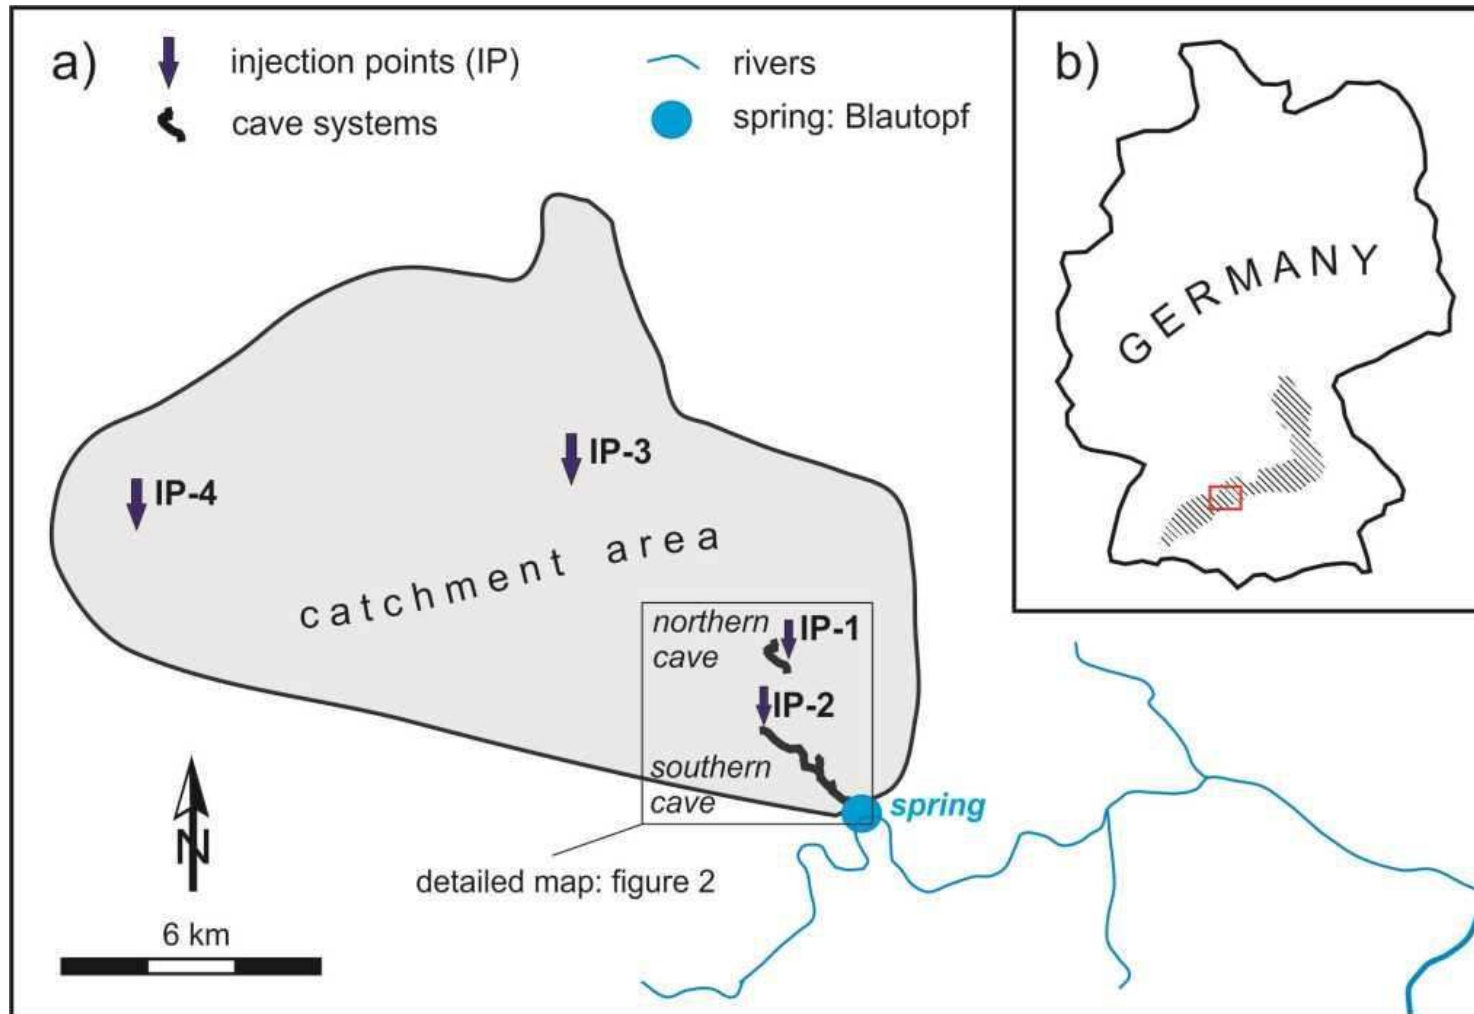 a)
injection points (IP)
cave systems
rivers
spring: Blautopf
b)
GERMANY
IP-3
IP-4
catchment area
northern
cave
IP-1
IP-2
southern
cave
spring
detailed map: figure 2
N
6 km